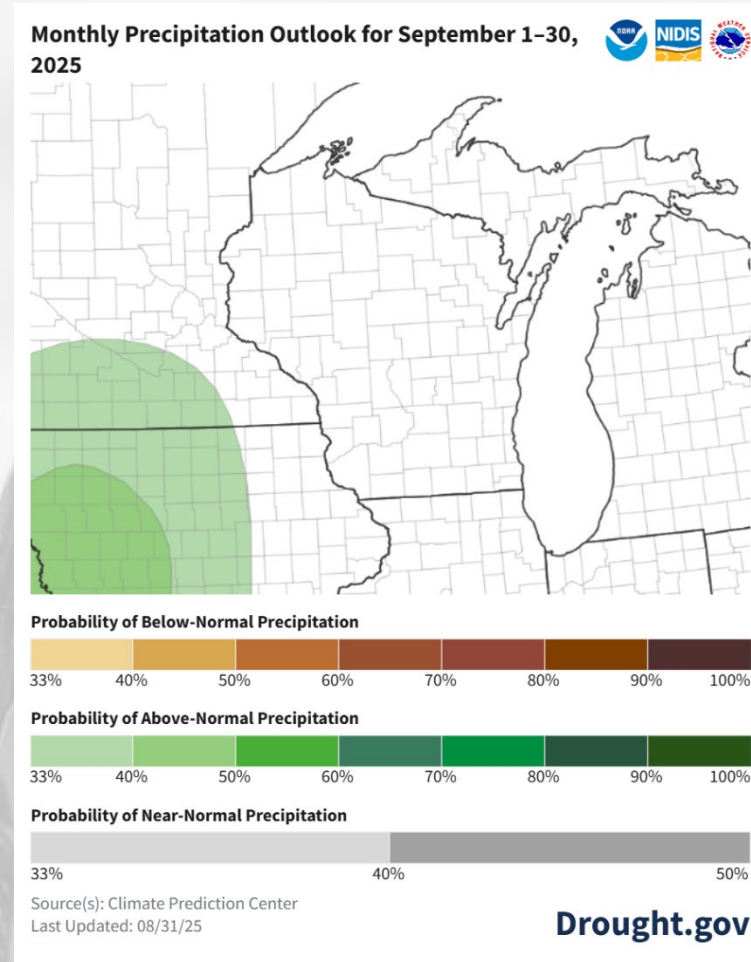 Monthly Precipitation Outlook for September 1–30,
2025
NOAA
NIDIS
Probability of Below-Normal Precipitation
33% 40% 50% 60% 70% 80% 90% 100%
Probability of Above-Normal Precipitation
33% 40% 50% 60% 70% 80% 90% 100%
Probability of Near-Normal Precipitation
33% 40% 50%
Source(s): Climate Prediction Center
Last Updated: 08/31/25
Drought.gov